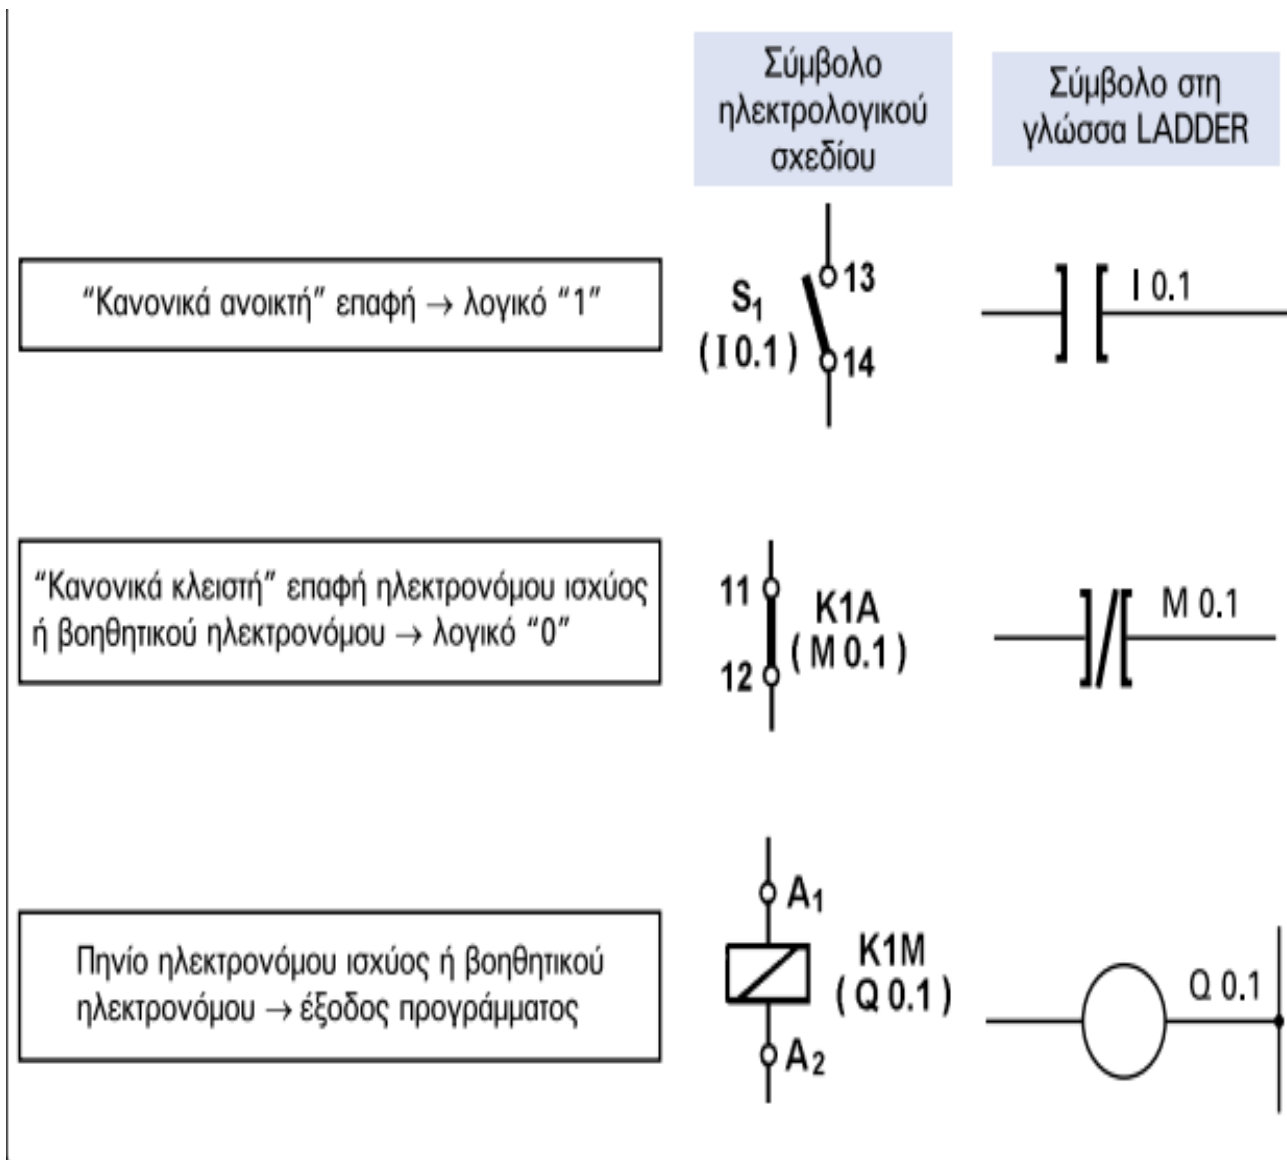 Σύμβολο
ηλεκτρολογικού
σχεδίου
Σύμβολο στη
γλώσσα LADDER
“Κανονικά ανοικτή” επαφή → λογικό “1”
S1
(I 0.1)
13
14
I 0.1
“Κανονικά κλειστή” επαφή ηλεκτρονόμου ισχύος
ή βοηθητικού ηλεκτρονόμου → λογικό “0”
11
12
K1A
( M 0.1 )
M 0.1
Πηνίο ηλεκτρονόμου ισχύος ή βοηθητικού
ηλεκτρονόμου → έξοδος προγράμματος
A1
A2
K1M
( Q 0.1 )
Q 0.1